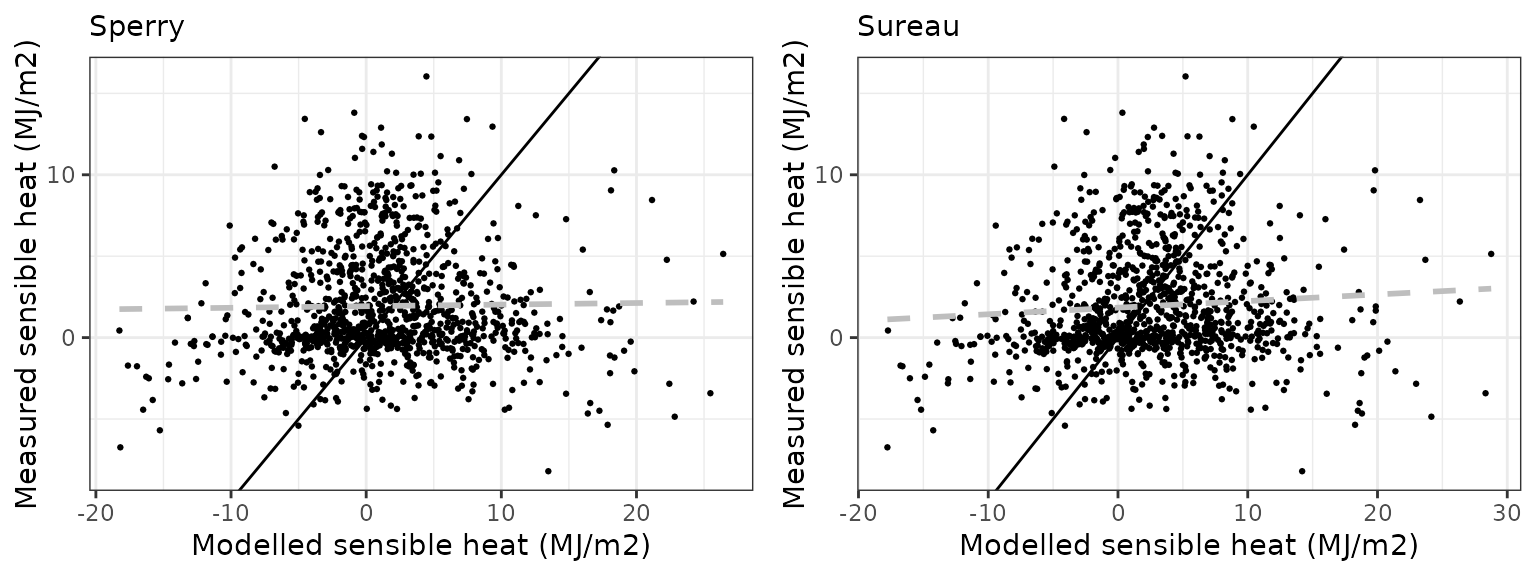 Sperry
Measured sensible heat (MJ/m2)
10
0
-20 -10 0 10 20
Modelled sensible heat (MJ/m2)
Sureau
Measured sensible heat (MJ/m2)
10
0
-20 -10 0 10 20 30
Modelled sensible heat (MJ/m2)